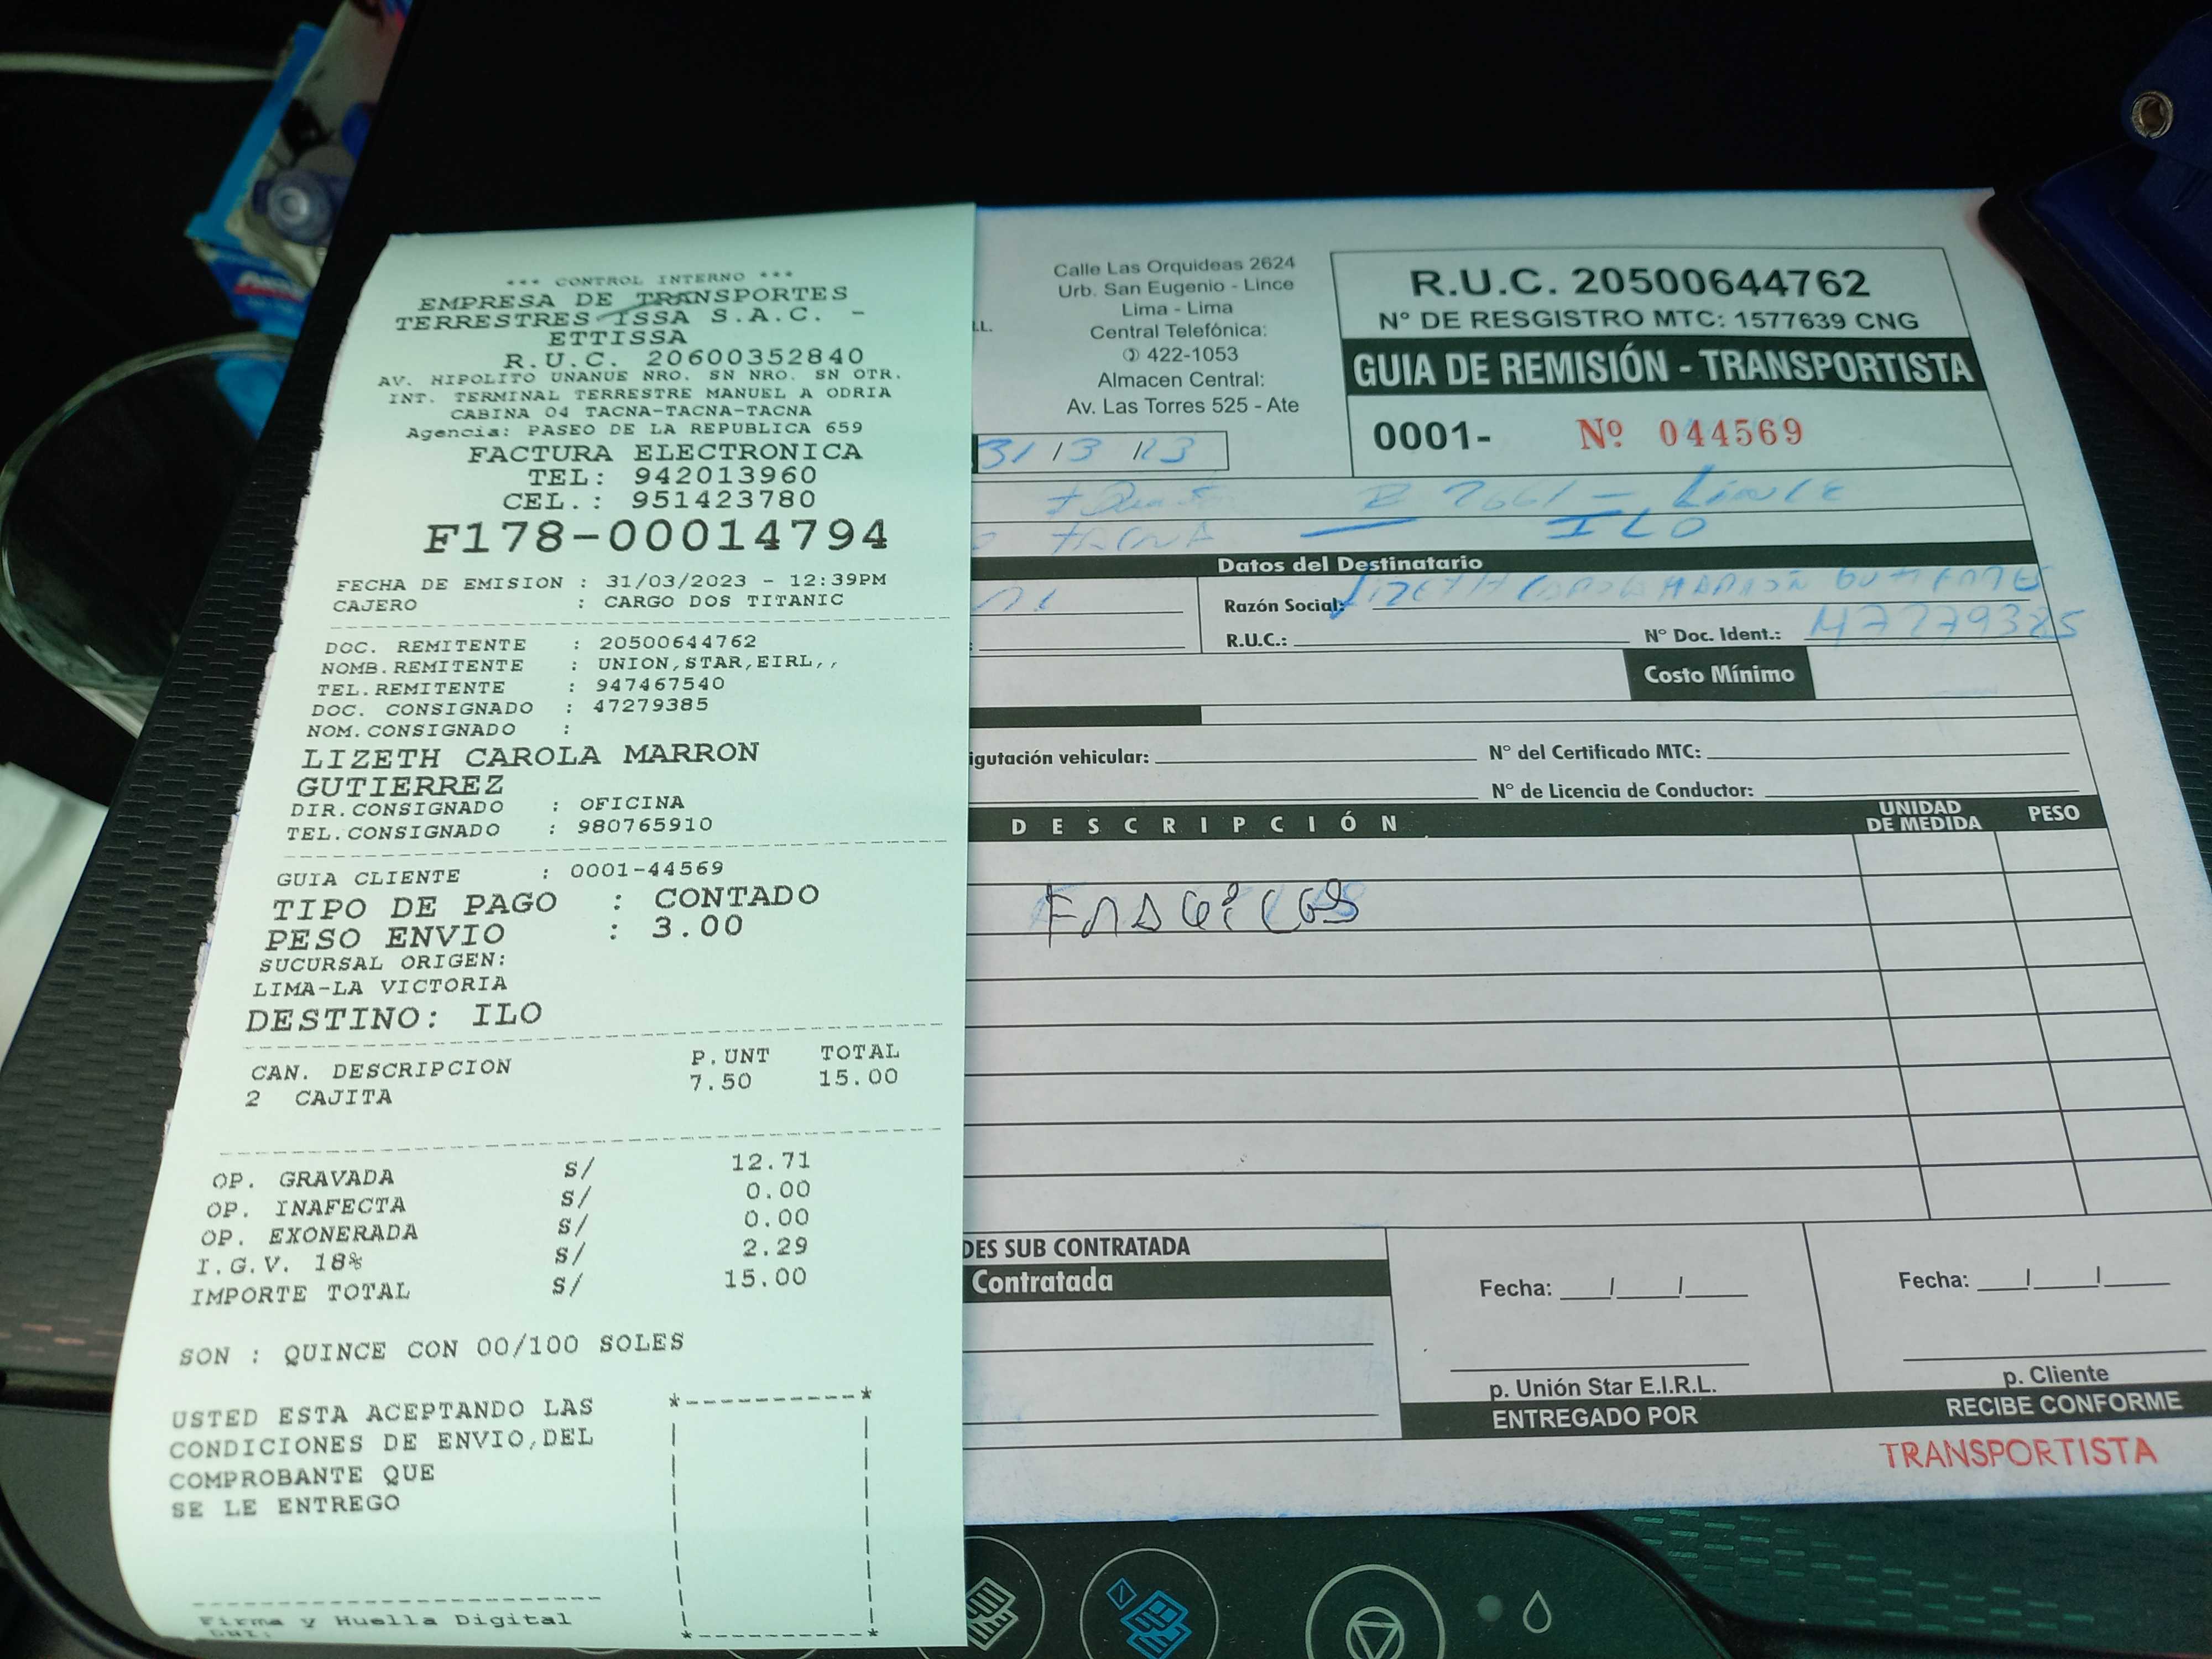 *** CONTROL INTERNO ***
EMPRESA DE TRANSPORTES
TERRESTRES ISSA S.A.C. -
ETTISSA
R.U.C. 20600352840
AV. HIPOLITO UNANUE NRO. SN NRO. SN OTR.
INT. TERMINAL TERRESTRE MANUEL A ODRIA
CABINA 04 TACNA-TACNA-TACNA
Agencia: PASEO DE LA REPUBLICA 659
FACTURA ELECTRONICA
TEL: 942013960
CEL.: 951423780
F178-00014794
FECHA DE EMISION : 31/03/2023 - 12:39PM
CAJERO : CARGO DOS TITANIC
DOC. REMITENTE : 20500644762
NOMB.REMITENTE : UNION,STAR,EIRL,,
TEL.REMITENTE : 947467540
DOC. CONSIGNADO : 47279385
NOM.CONSIGNADO :
LIZETH CAROLA MARRON
GUTIERREZ
DIR.CONSIGNADO : OFICINA
TEL.CONSIGNADO : 980765910
GUIA CLIENTE : 0001-44569
TIPO DE PAGO : CONTADO
PESO ENVIO : 3.00
SUCURSAL ORIGEN:
LIMA-LA VICTORIA
DESTINO: ILO
CAN. DESCRIPCION P.UNT TOTAL
2 CAJITA 7.50 15.00
OP. GRAVADA S/ 12.71
OP. INAFECTA S/ 0.00
OP. EXONERADA S/ 0.00
I.G.V. 18% S/ 2.29
IMPORTE TOTAL S/ 15.00
SON : QUINCE CON 00/100 SOLES
USTED ESTA ACEPTANDO LAS
CONDICIONES DE ENVIO,DEL
COMPROBANTE QUE
SE LE ENTREGO
Firma y Huella Digital
Calle Las Orquideas 2624
Urb. San Eugenio - Lince
Lima - Lima
Central Telefónica:
422-1053
Almacen Central:
Av. Las Torres 525 - Ate
R.U.C. 20500644762
N° DE RESGISTRO MTC: 1577639 CNG
GUIA DE REMISIÓN - TRANSPORTISTA
0001- Nº 044569
31 / 3 / 23
2661 - Lince
TACNA — ILO
Datos del Destinatario
Razón Social: Lizeth
R.U.C.: N° Doc. Ident.: 47279385
Costo Mínimo
vehicular: N° del Certificado MTC:
N° de Licencia de Conductor:
DESCRIPCIÓN UNIDAD DE MEDIDA PESO
SUB CONTRATADA
Contratada
Fecha: / / Fecha: / /
p. Unión Star E.I.R.L. p. Cliente
ENTREGADO POR RECIBE CONFORME
TRANSPORTISTA